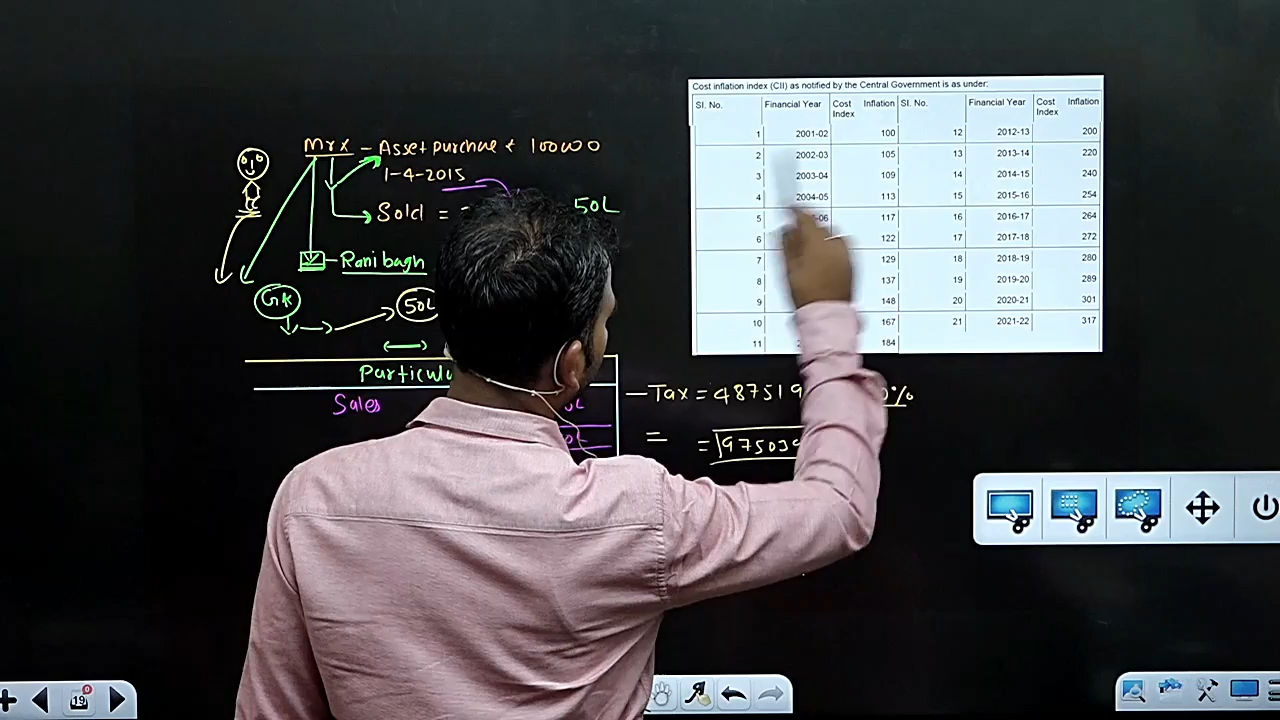 Mr x - Asset purchase ₹ 100000
1-4-2015
Sold =
50L
Ranibagh
GK
50L
Sales
- Tax = 487519
%
=
= 1975039
Cost inflation index (CII) as notified by the Central Government is as under:
Sl. No. Financial Year Cost Inflation Index Sl. No. Financial Year Cost Inflation Index
1 2001-02 100 12 2012-13 200
2 2002-03 105 13 2013-14 220
3 2003-04 109 14 2014-15 240
4 2004-05 113 15 2015-16 254
5 117 16 2016-17 264
6 122 17 2017-18 272
7 129 18 2018-19 280
8 137 19 2019-20 289
9 148 20 2020-21 301
10 167 21 2021-22 317
11 184
19
0